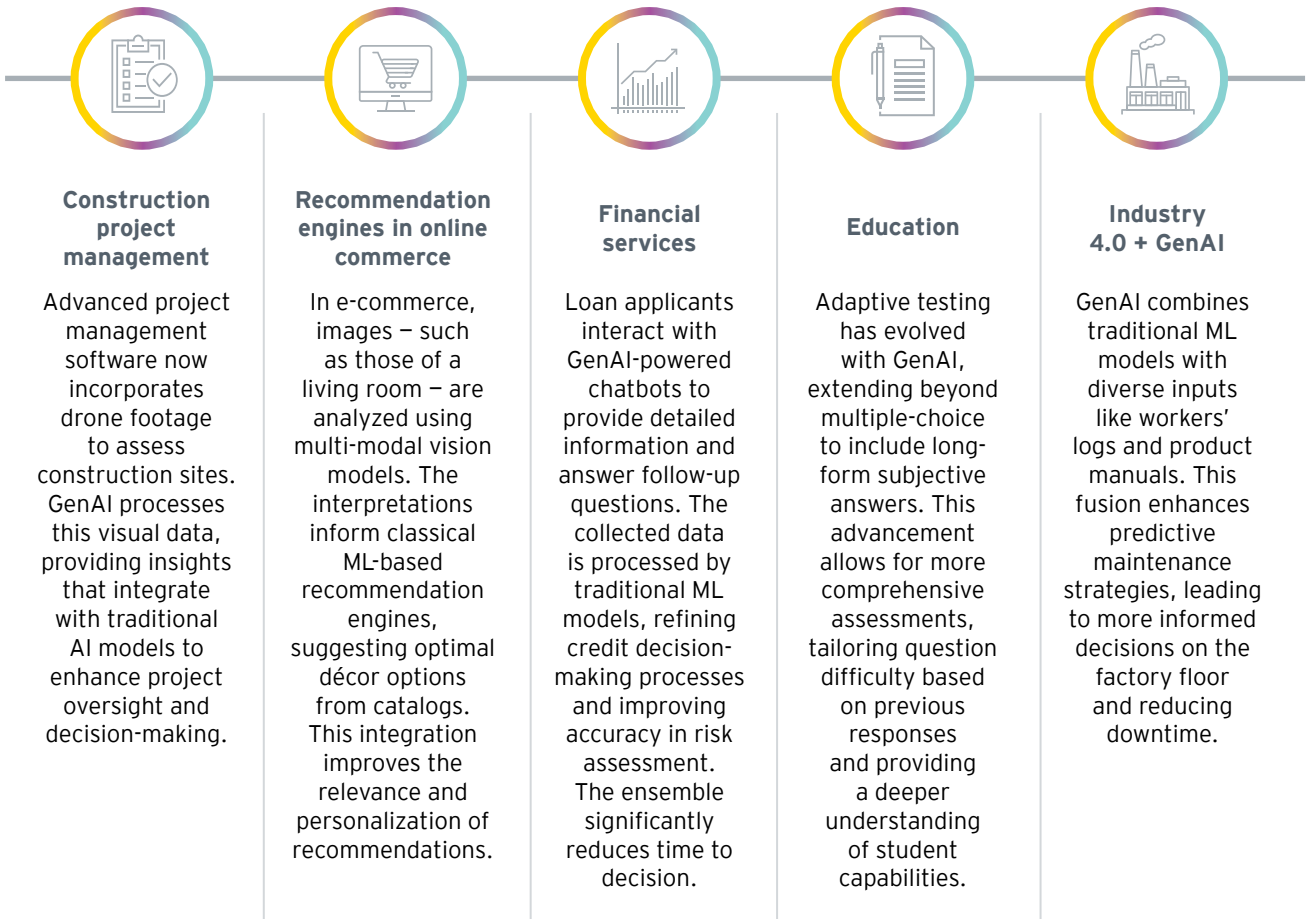 Construction
project
management
Advanced project
management
software now
incorporates
drone footage
to assess
construction sites.
GenAI processes
this visual data,
providing insights
that integrate
with traditional
AI models to
enhance project
oversight and
decision-making.
Recommendation
engines in online
commerce
In e-commerce,
images – such
as those of a
living room – are
analyzed using
multi-modal vision
models. The
interpretations
inform classical
ML-based
recommendation
engines,
suggesting optimal
décor options
from catalogs.
This integration
improves the
relevance and
personalization of
recommendations.
Financial
services
Loan applicants
interact with
GenAI-powered
chatbots to
provide detailed
information and
answer follow-up
questions. The
collected data
is processed by
traditional ML
models, refining
credit decision-
making processes
and improving
accuracy in risk
assessment.
The ensemble
significantly
reduces time to
decision.
Education
Adaptive testing
has evolved
with GenAI,
extending beyond
multiple-choice
to include long-
form subjective
answers. This
advancement
allows for more
comprehensive
assessments,
tailoring question
difficulty based
on previous
responses
and providing
a deeper
understanding
of student
capabilities.
Industry
4.0 + GenAI
GenAI combines
traditional ML
models with
diverse inputs
like workers’
logs and product
manuals. This
fusion enhances
predictive
maintenance
strategies, leading
to more informed
decisions on the
factory floor
and reducing
downtime.